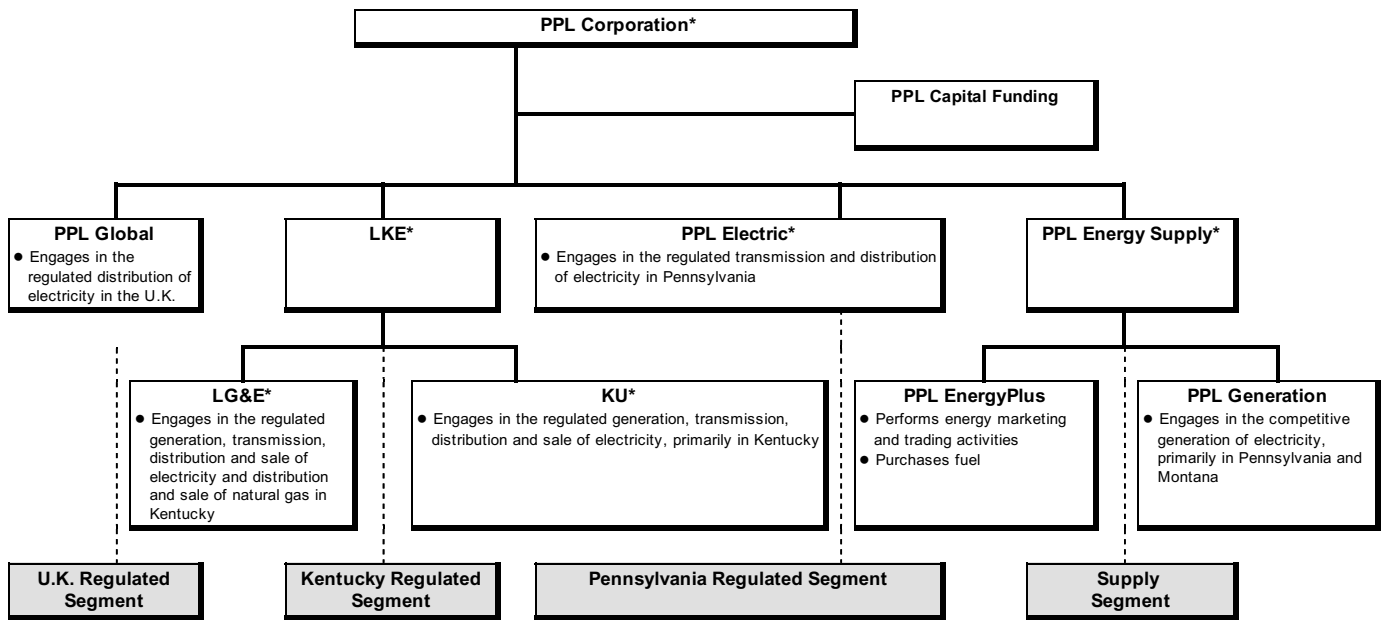 PPL Corporation*
PPL Capital Funding
PPL Global
● Engages in the
regulated distribution of
electricity in the U.K.
LKE*
PPL Electric*
● Engages in the regulated transmission and distribution
of electricity in Pennsylvania
PPL Energy Supply*
LG&E*
● Engages in the regulated
generation, transmission,
distribution and sale of
electricity and distribution
and sale of natural gas in
Kentucky
KU*
● Engages in the regulated generation, transmission,
distribution and sale of electricity, primarily in Kentucky
PPL EnergyPlus
● Performs energy marketing
and trading activities
● Purchases fuel
PPL Generation
● Engages in the competitive
generation of electricity,
primarily in Pennsylvania and
Montana
U.K. Regulated
Segment
Kentucky Regulated
Segment
Pennsylvania Regulated Segment
Supply
Segment